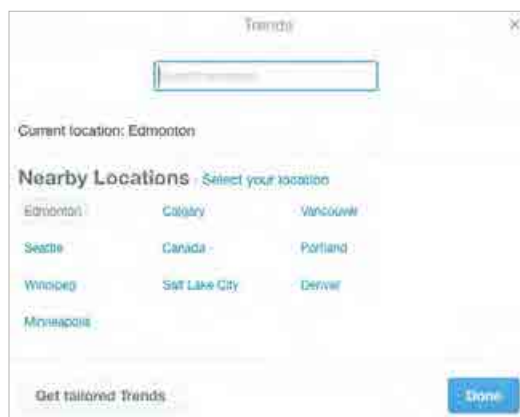 Trends ×
Current location: Edmonton
Nearby Locations · Select your location
Edmonton Calgary Vancouver
Seattle Canada Portland
Winnipeg Salt Lake City Denver
Minneapolis
Get tailored Trends Done